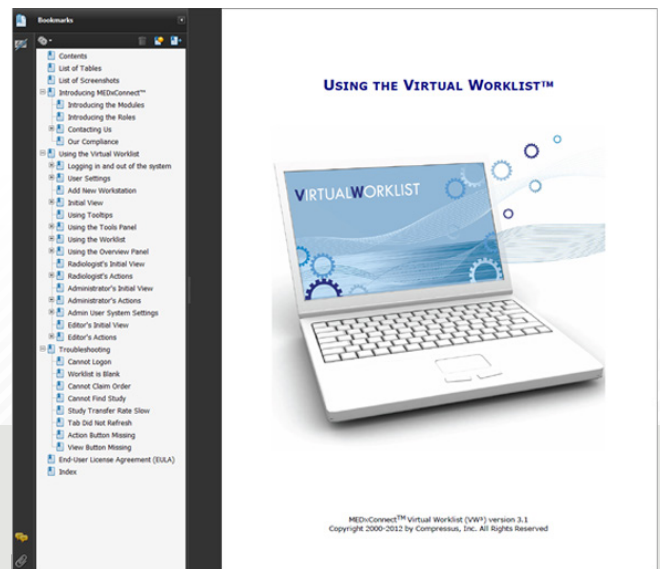 Bookmarks
Contents
List of Tables
List of Screenshots
Introducing MEDxConnect™
Introducing the Modules
Introducing the Roles
Contacting Us
Our Compliance
Using the Virtual Worklist
Logging in and out of the system
User Settings
Add New Workstation
Initial View
Using Tooltips
Using the Tools Panel
Using the Worklist
Using the Overview Panel
Radiologist's Initial View
Radiologist's Actions
Administrator's Initial View
Administrator's Actions
Admin User System Settings
Editor's Initial View
Editor's Actions
Troubleshooting
Cannot Logon
Worklist is Blank
Cannot Claim Order
Cannot Find Study
Study Transfer Rate Slow
Tab Did Not Refresh
Action Button Missing
View Button Missing
End-User License Agreement (EULA)
Index
USING THE VIRTUAL WORKLIST™
VIRTUALWORKLIST
MEDxConnect™ Virtual Worklist (VW³) version 3.1
Copyright 2000-2012 by Compressus, Inc. All Rights Reserved